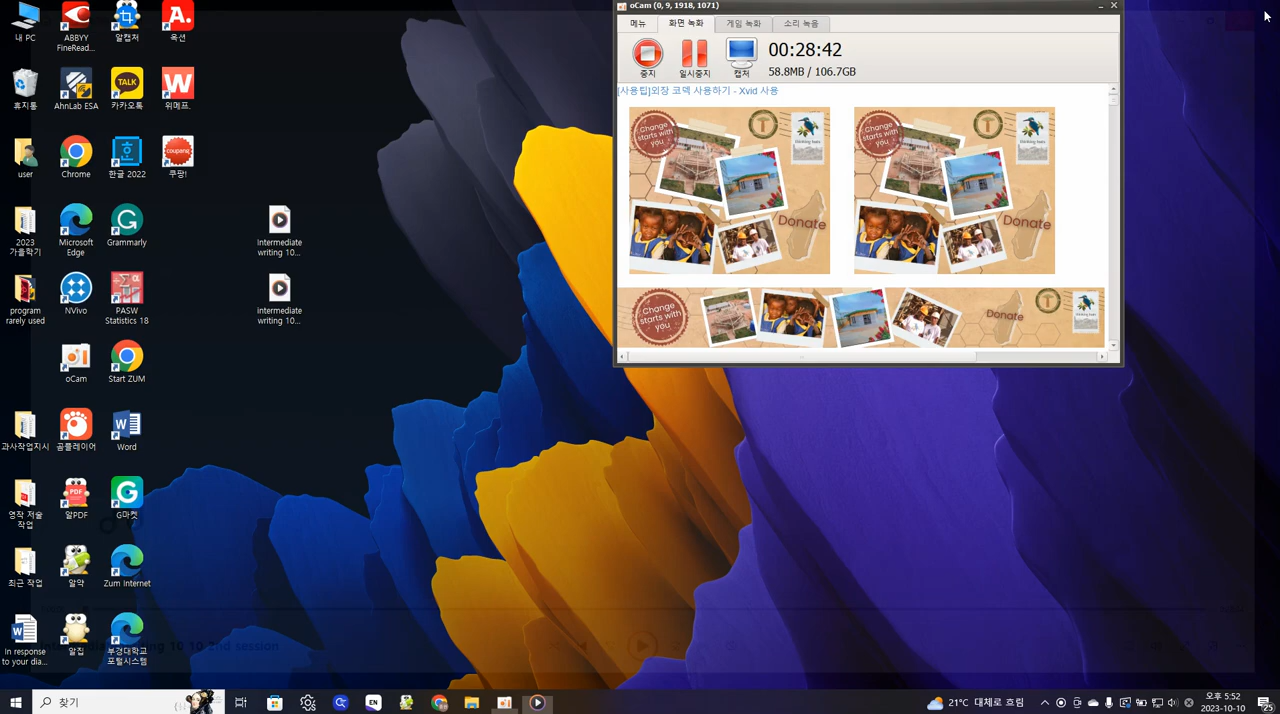 oCam (0, 9, 1918, 1071)
메뉴
화면 녹화
게임 녹화
소리 녹음
중지
일시중지
캡처
00:28:42
58.8MB / 106.7GB
[사용팁]외장 코덱 사용하기 - Xvid 사용
Change starts with you
Donate
Change starts with you
Donate
Change starts with you
Donate
내 PC
ABBYY
FineRead...
알캡처
옥션
휴지통
AhnLab ESA
카카오톡
위메프.
user
Chrome
한글 2022
쿠팡!
2023
가을학기
Microsoft
Edge
Grammarly
Intermediate
writing 10...
program
rarely used
NVivo
PASW
Statistics 18
intermediate
writing 10...
oCam
Start ZUM
과사작업지시
곰플레이어
Word
영작 저술
작업
알PDF
G마켓
최근 작업
알약
Zum Internet
In response
to your dia...
알집
부경대학교
포털시스템
2nd session
찾기
EN
21°C 대체로 흐림
오후 5:52
2023-10-10
25